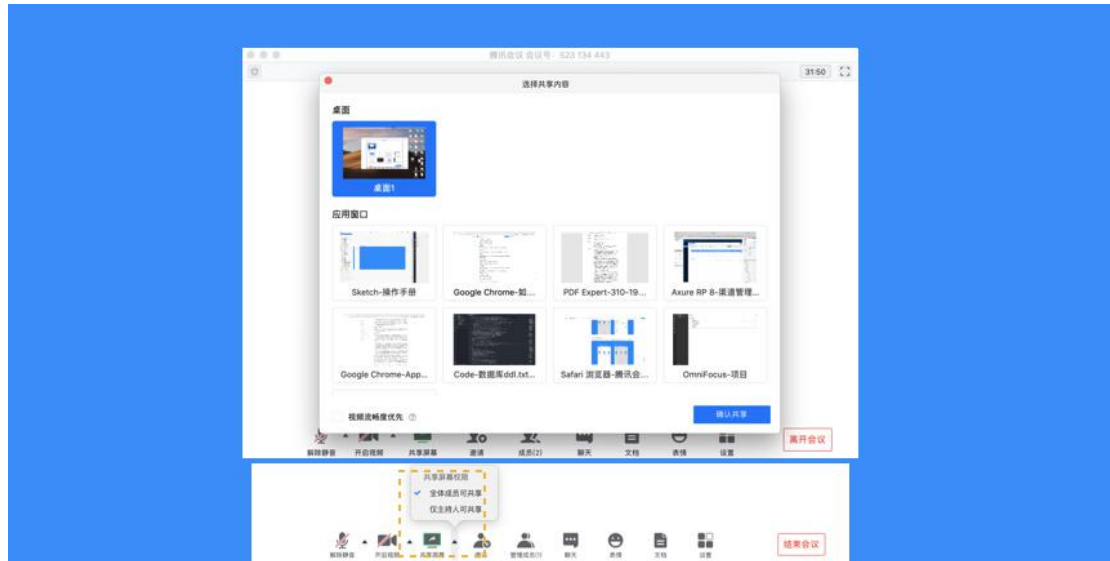 腾讯会议 会议号：523 134 443
31:50
选择共享内容
桌面
桌面1
应用窗口
Sketch-操作手册
Google Chrome-如...
PDF Expert-310-19...
Axure RP 8-渠道管理...
Google Chrome-App...
Code-数据库ddl.txt...
Safari 浏览器-腾讯会...
OmniFocus-项目
视频流畅度优先
确认共享
解除静音
开启视频
共享屏幕
邀请
成员(2)
聊天
文档
表情
设置
离开会议
共享屏幕权限
全体成员可共享
仅主持人可共享
解除静音
开启视频
共享屏幕
邀请
管理成员(1)
聊天
表情
文档
设置
结束会议